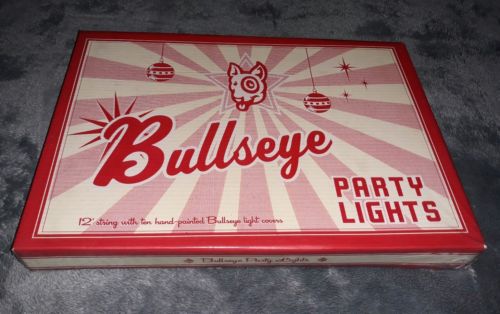 Bullseye
PARTY
LIGHTS
12' string with ten hand-painted Bullseye light covers
Bullseye Party Lights